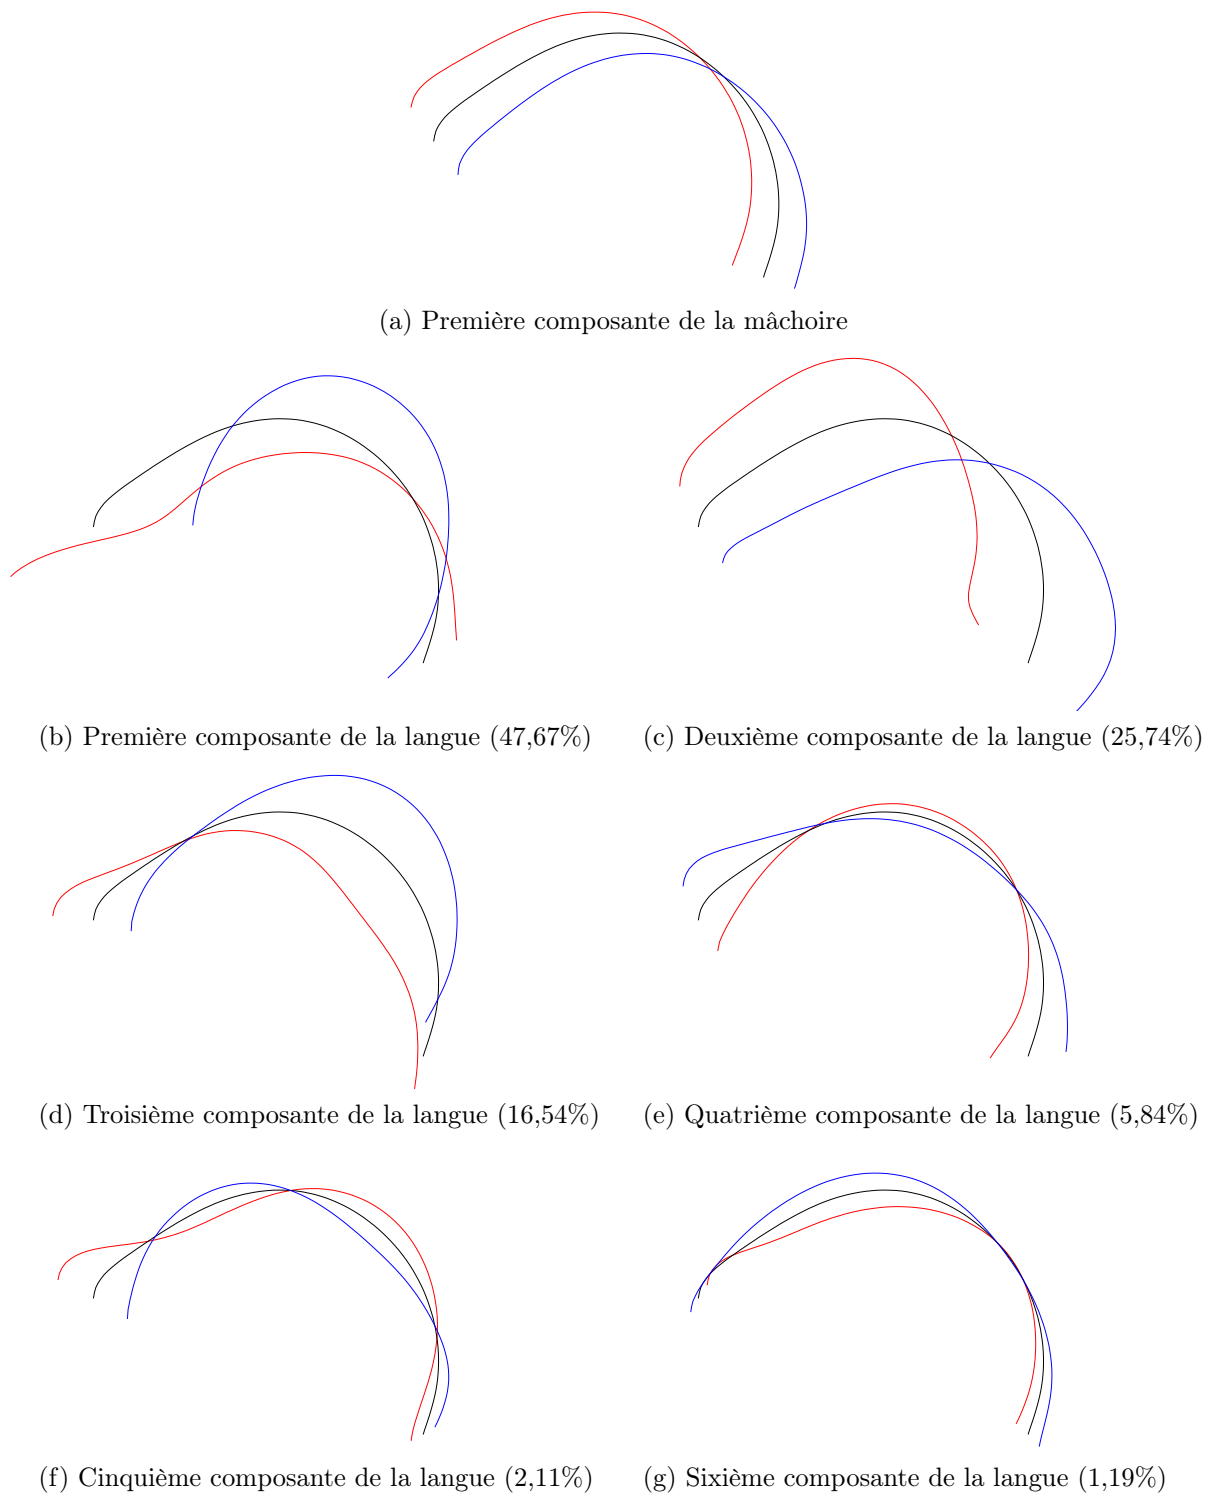 (a) Première composante de la mâchoire
(b) Première composante de la langue (47,67%)
(c) Deuxième composante de la langue (25,74%)
(d) Troisième composante de la langue (16,54%)
(e) Quatrième composante de la langue (5,84%)
(f) Cinquième composante de la langue (2,11%)
(g) Sixième composante de la langue (1,19%)